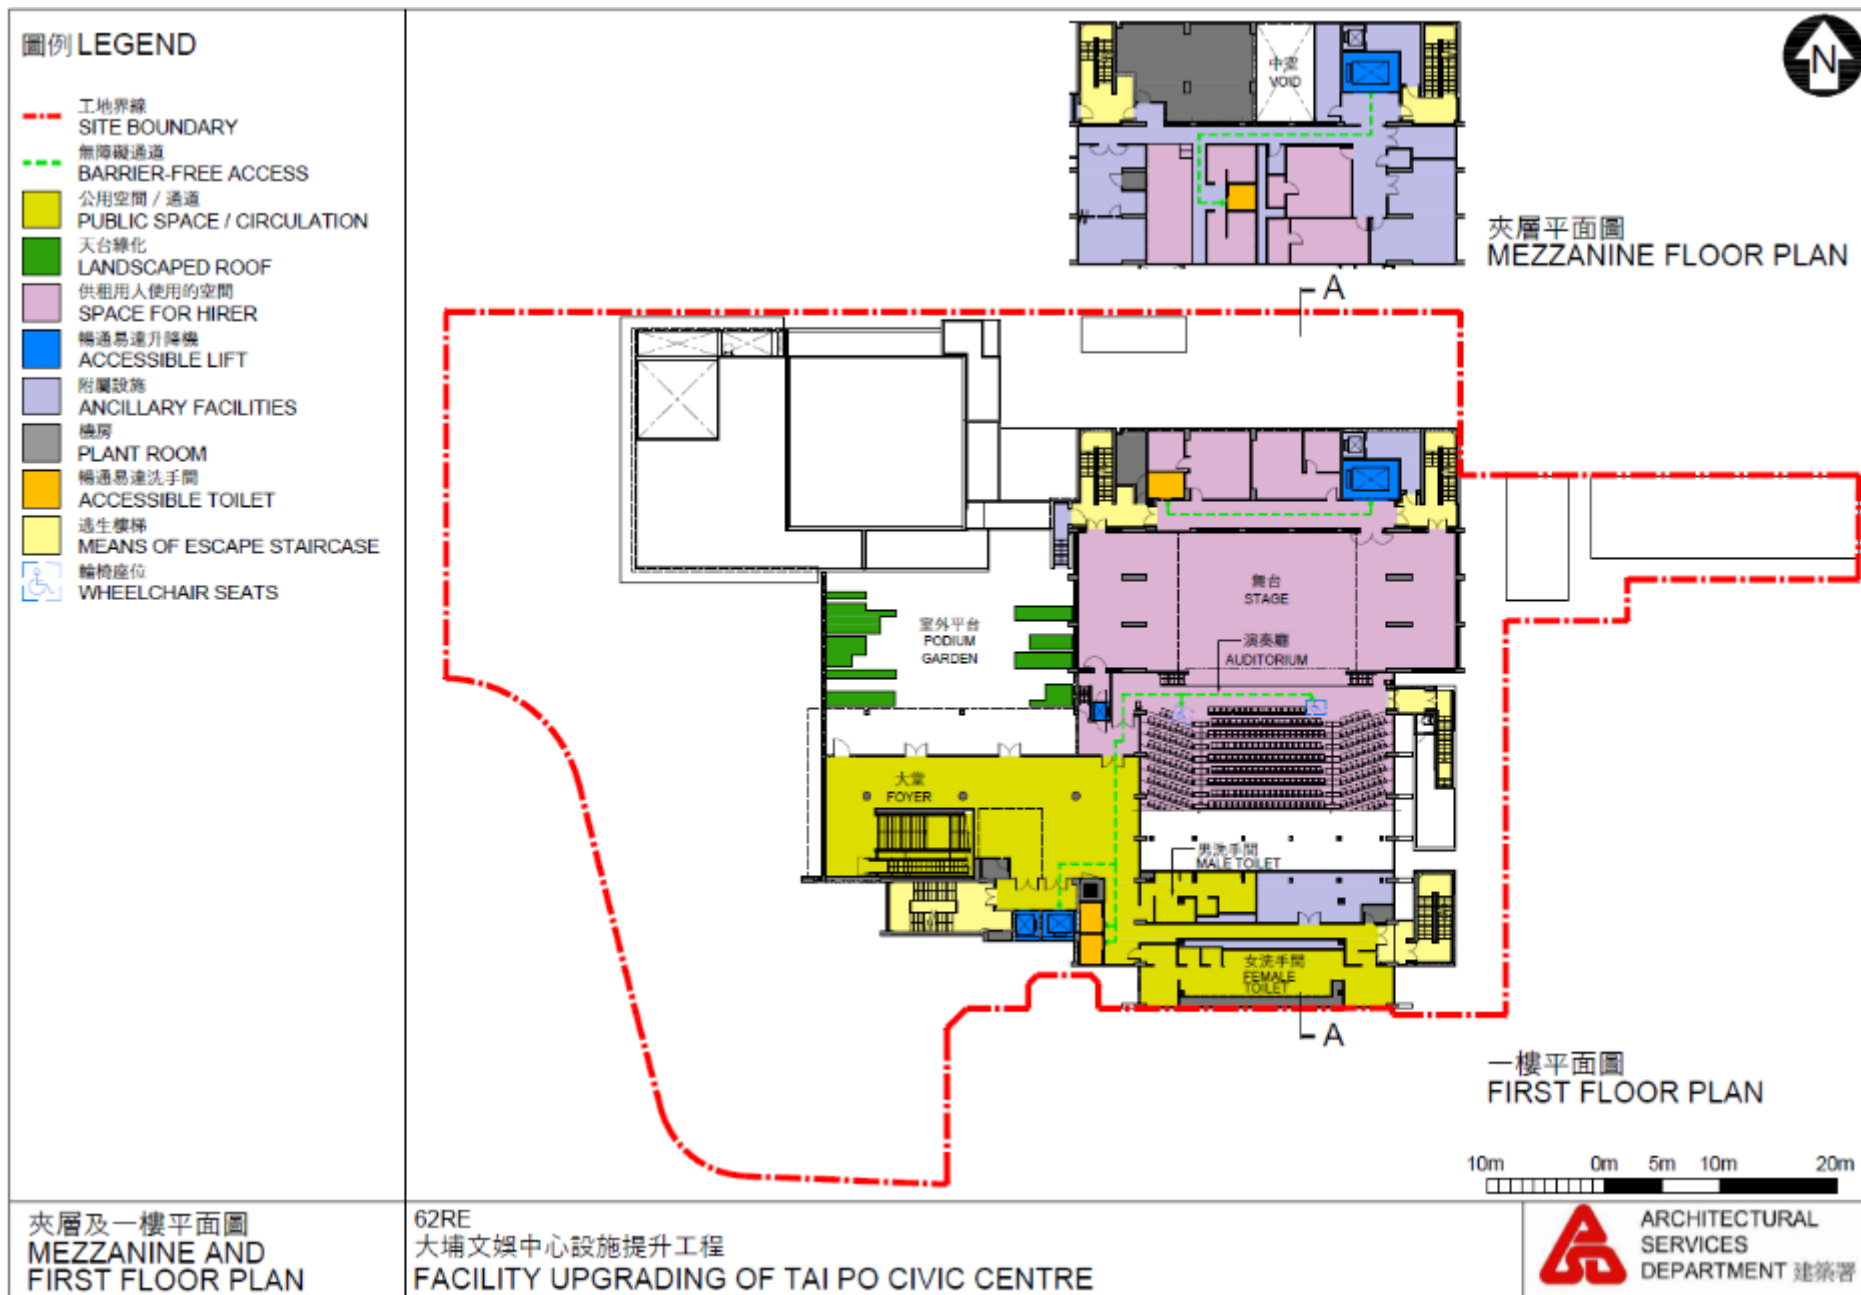 圖例 LEGEND
工地界線
SITE BOUNDARY
無障礙通道
BARRIER-FREE ACCESS
公用空間 / 通道
PUBLIC SPACE / CIRCULATION
天台綠化
LANDSCAPED ROOF
供租用人使用的空間
SPACE FOR HIRER
暢通易達升降機
ACCESSIBLE LIFT
附屬設施
ANCILLARY FACILITIES
機房
PLANT ROOM
暢通易達洗手間
ACCESSIBLE TOILET
逃生樓梯
MEANS OF ESCAPE STAIRCASE
輪椅座位
WHEELCHAIR SEATS
中空
VOID
N
夾層平面圖
MEZZANINE FLOOR PLAN
A
舞台
STAGE
室外平台
PODIUM
GARDEN
演奏廳
AUDITORIUM
大堂
FOYER
男洗手間
MALE TOILET
女洗手間
FEMALE
TOILET
A
一樓平面圖
FIRST FLOOR PLAN
10m 0m 5m 10m 20m
夾層及一樓平面圖
MEZZANINE AND
FIRST FLOOR PLAN
62RE
大埔文娛中心設施提升工程
FACILITY UPGRADING OF TAI PO CIVIC CENTRE
ARCHITECTURAL
SERVICES
DEPARTMENT 建築署